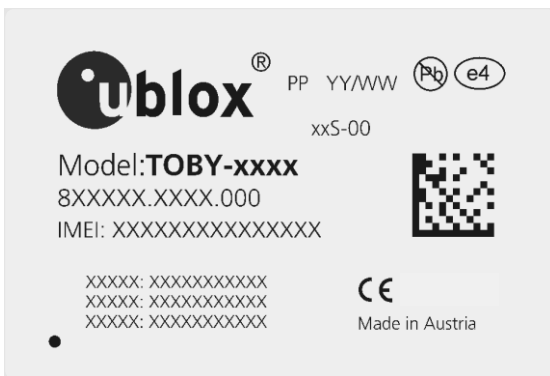 ublox® PP YY/WW Pb e4
xxS-00
Model:TOBY-xxxx
8XXXXX.XXXX.000
IMEI: XXXXXXXXXXXXXXX
XXXXX: XXXXXXXXXXX
XXXXX: XXXXXXXXXXX
XXXXX: XXXXXXXXXXX
CE
Made in Austria